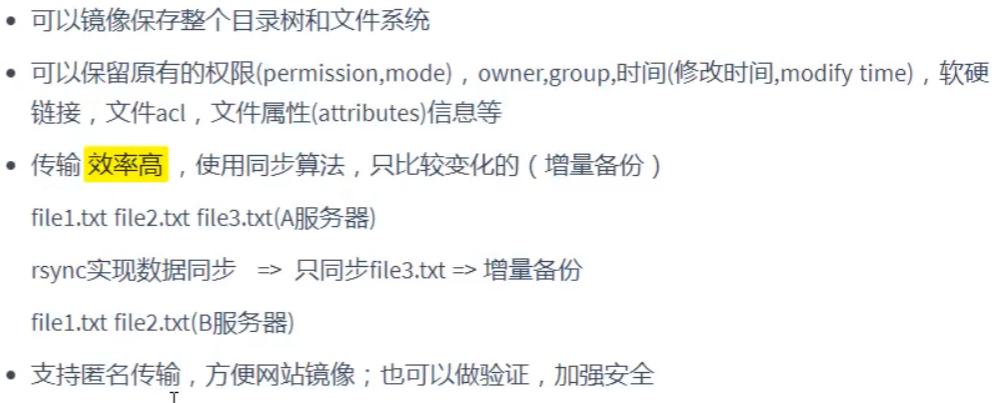 • 可以镜像保存整个目录树和文件系统
• 可以保留原有的权限(permission,mode)，owner,group,时间(修改时间,modify time)，软硬
链接，文件acl，文件属性(attributes)信息等
• 传输 效率高 ，使用同步算法，只比较变化的（增量备份）
file1.txt file2.txt file3.txt(A服务器)
rsync实现数据同步 => 只同步file3.txt => 增量备份
file1.txt file2.txt(B服务器)
• 支持匿名传输，方便网站镜像；也可以做验证，加强安全